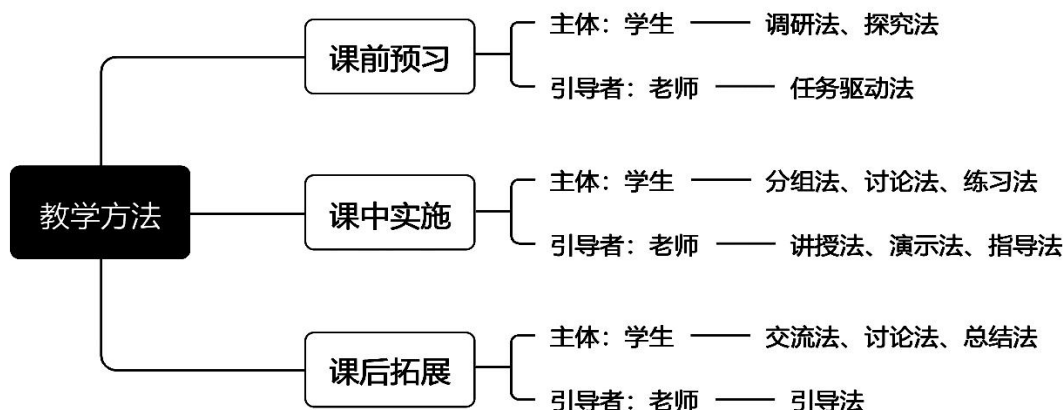 教学方法
课前预习
主体：学生 调研法、探究法
引导者：老师 任务驱动法
课中实施
主体：学生 分组法、讨论法、练习法
引导者：老师 讲授法、演示法、指导法
课后拓展
主体：学生 交流法、讨论法、总结法
引导者：老师 引导法